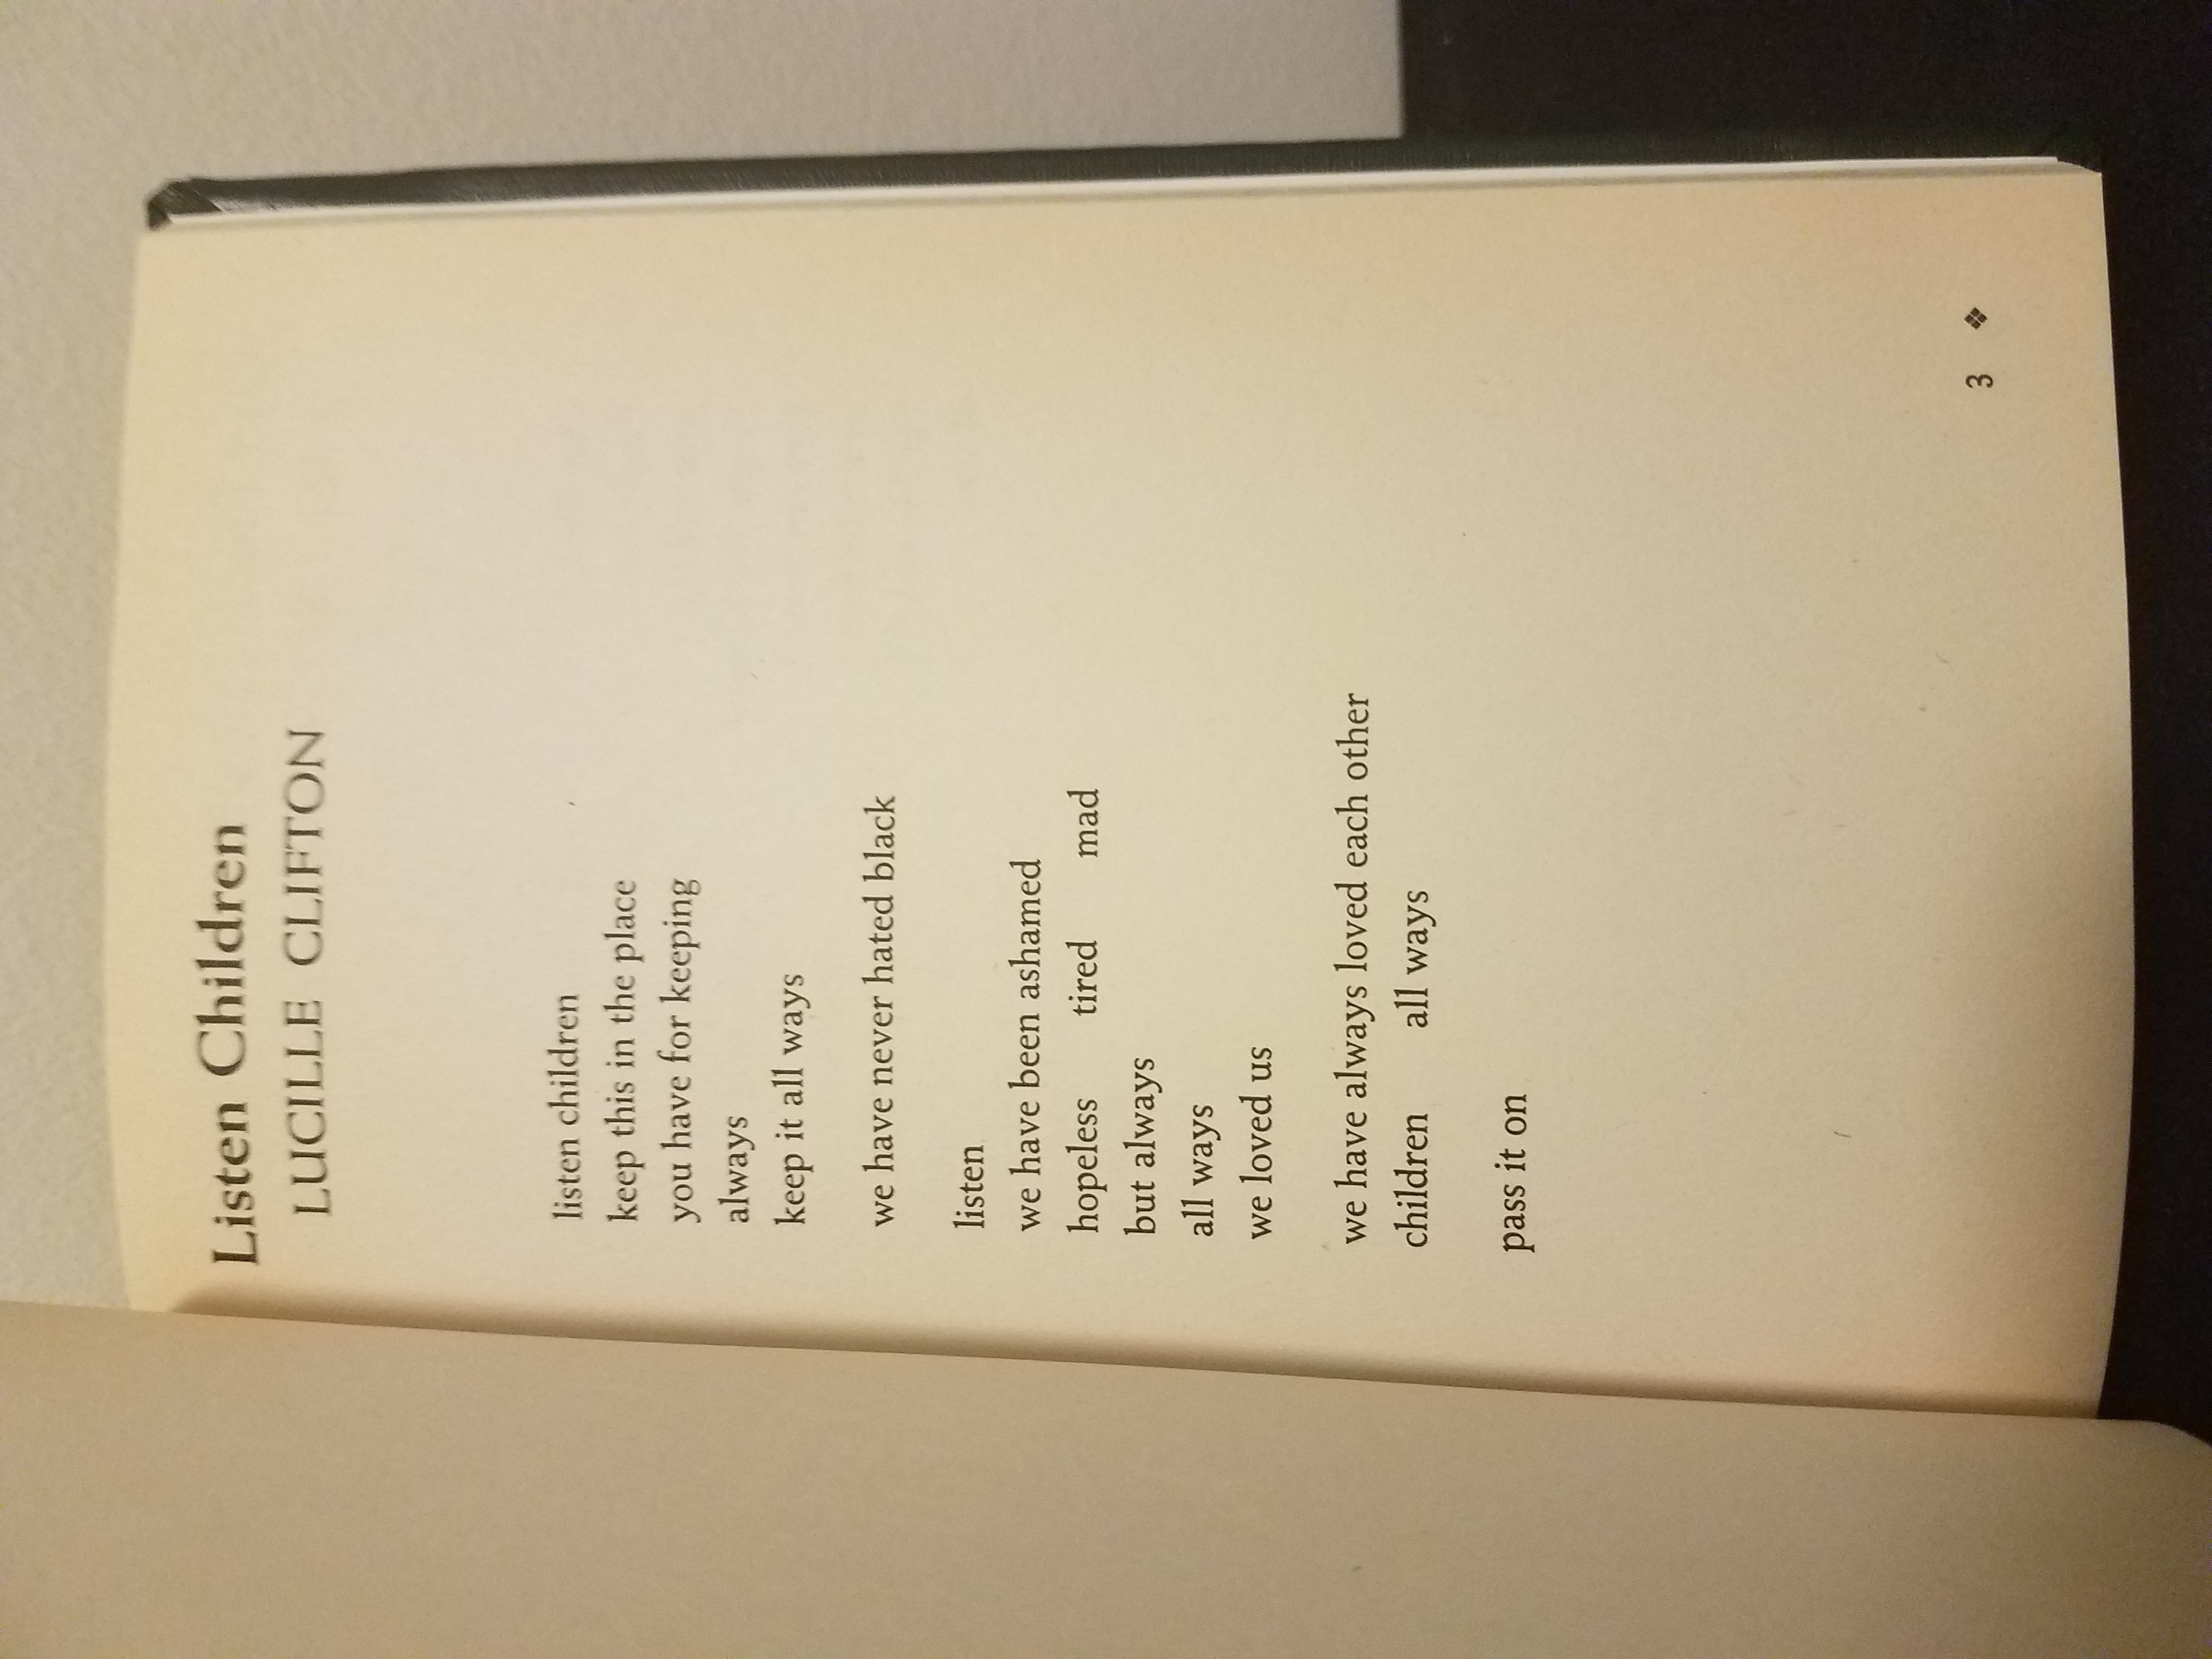 Listen Children
LUCILLE CLIFTON
listen children
keep this in the place
you have for keeping
always
keep it all ways
we have never hated black
listen
we have been ashamed
hopeless tired mad
but always
all ways
we loved us
we have always loved each other
children all ways
pass it on
3 ❖